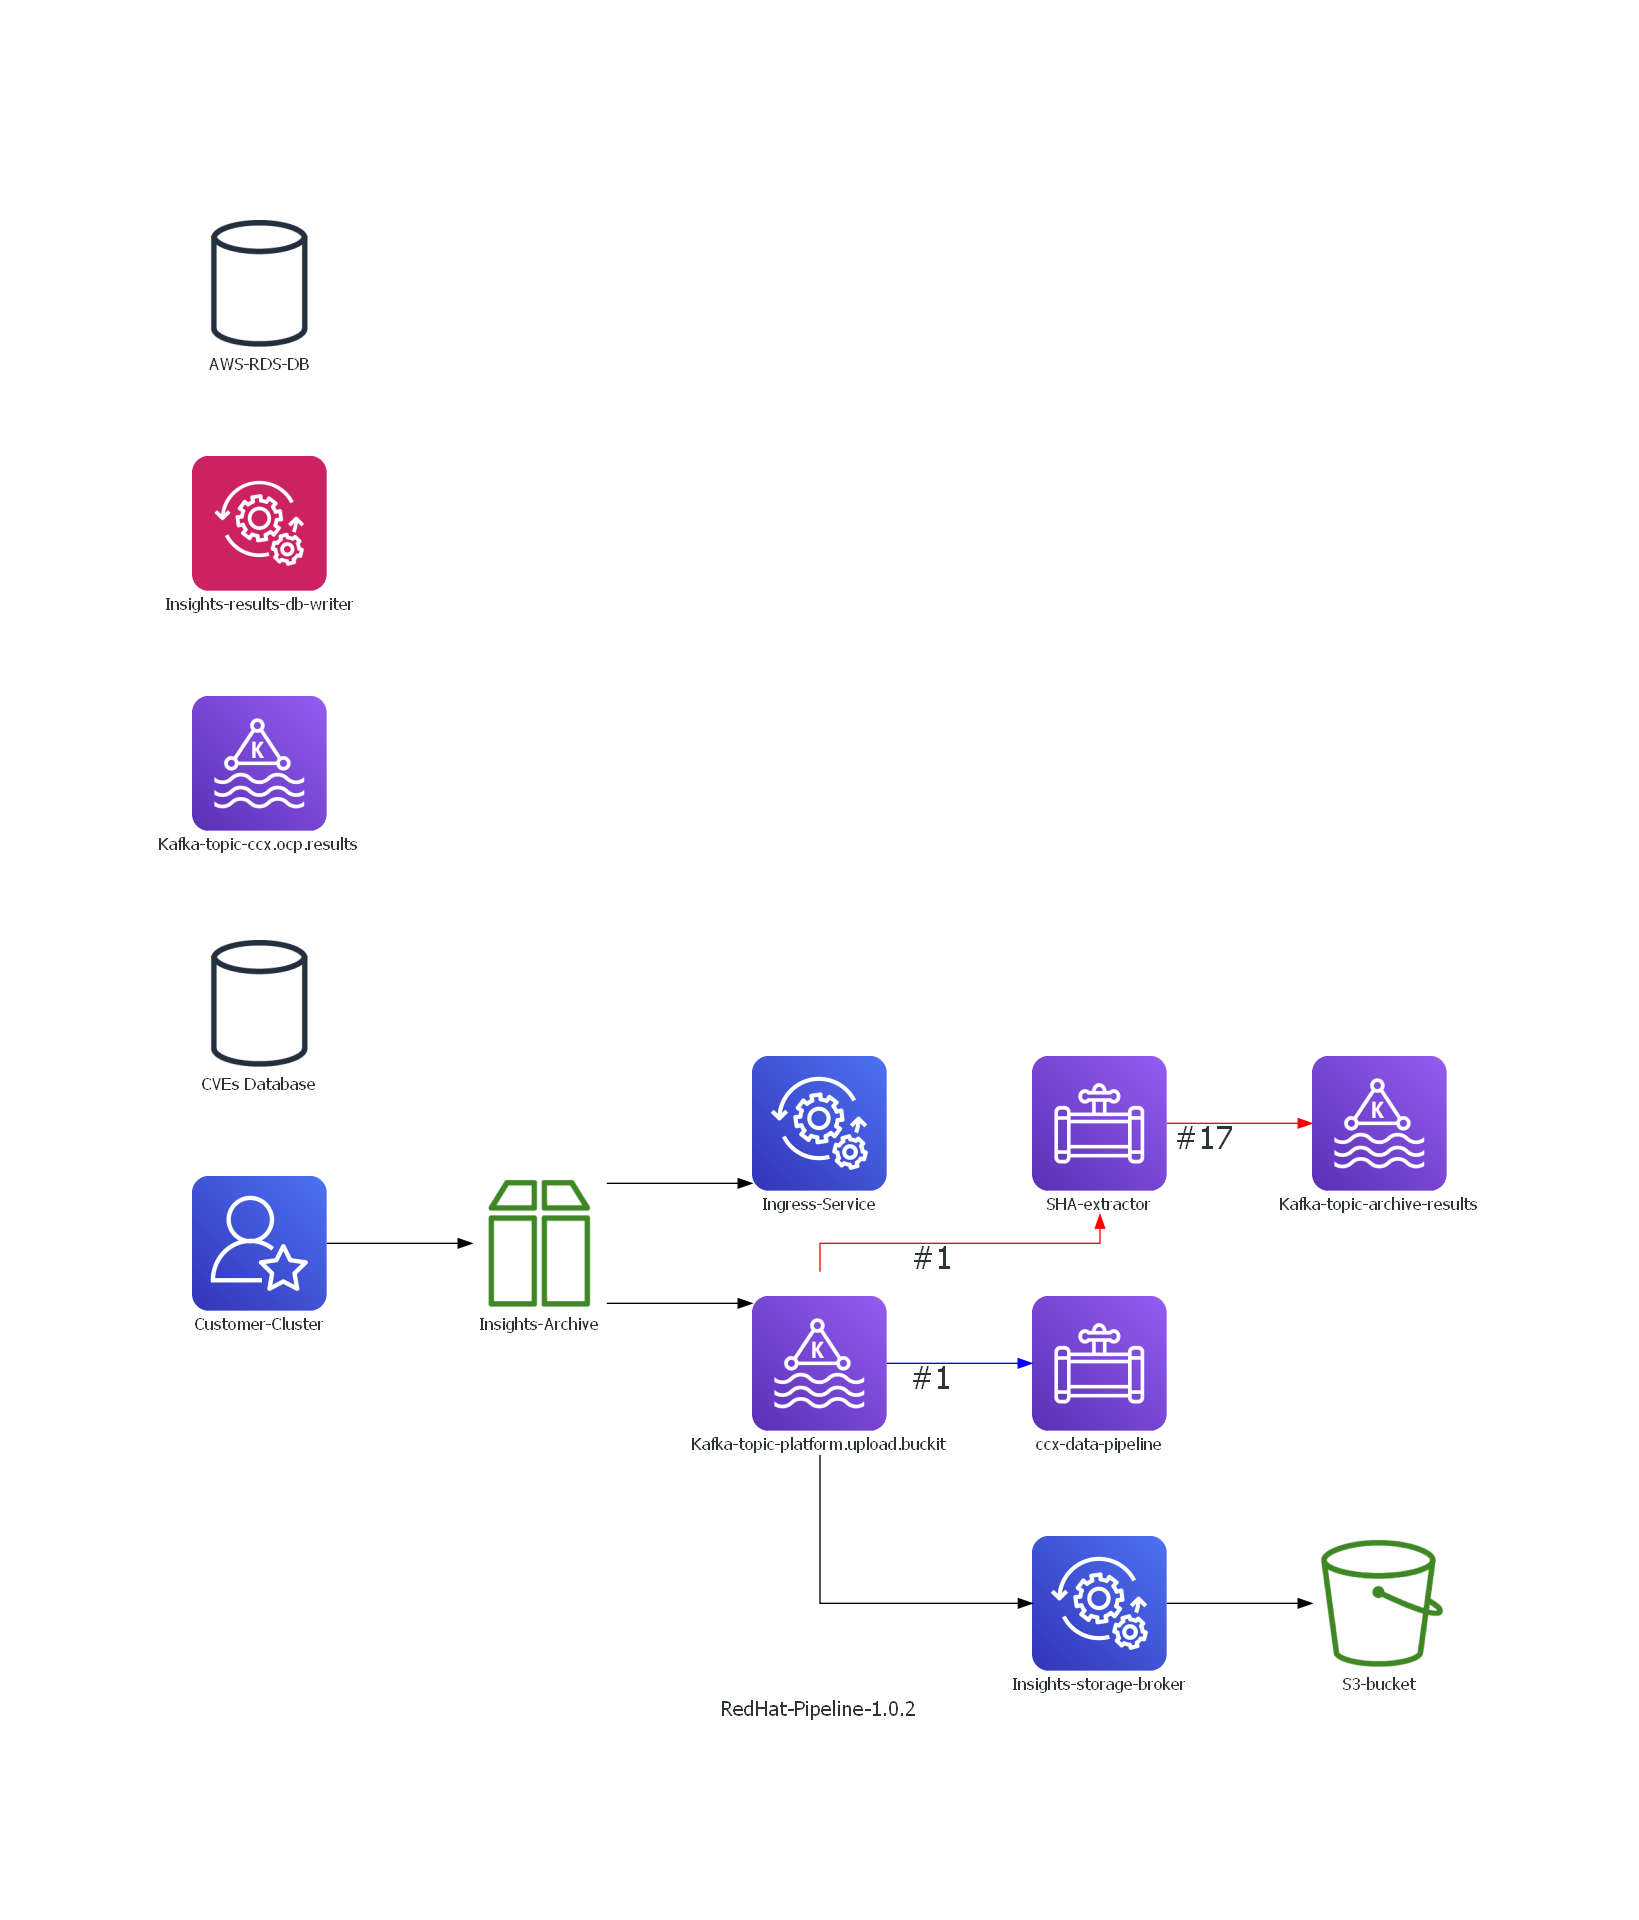 AWS-RDS-DB
Insights-results-db-writer
K
Kafka-topic-ccx.ocp.results
CVEs Database
#17
K
Ingress-Service
SHA-extractor
Kafka-topic-archive-results
#1
Customer-Cluster
Insights-Archive
K
#1
Kafka-topic-platform.upload.buckit
ccx-data-pipeline
Insights-storage-broker
S3-bucket
RedHat-Pipeline-1.0.2